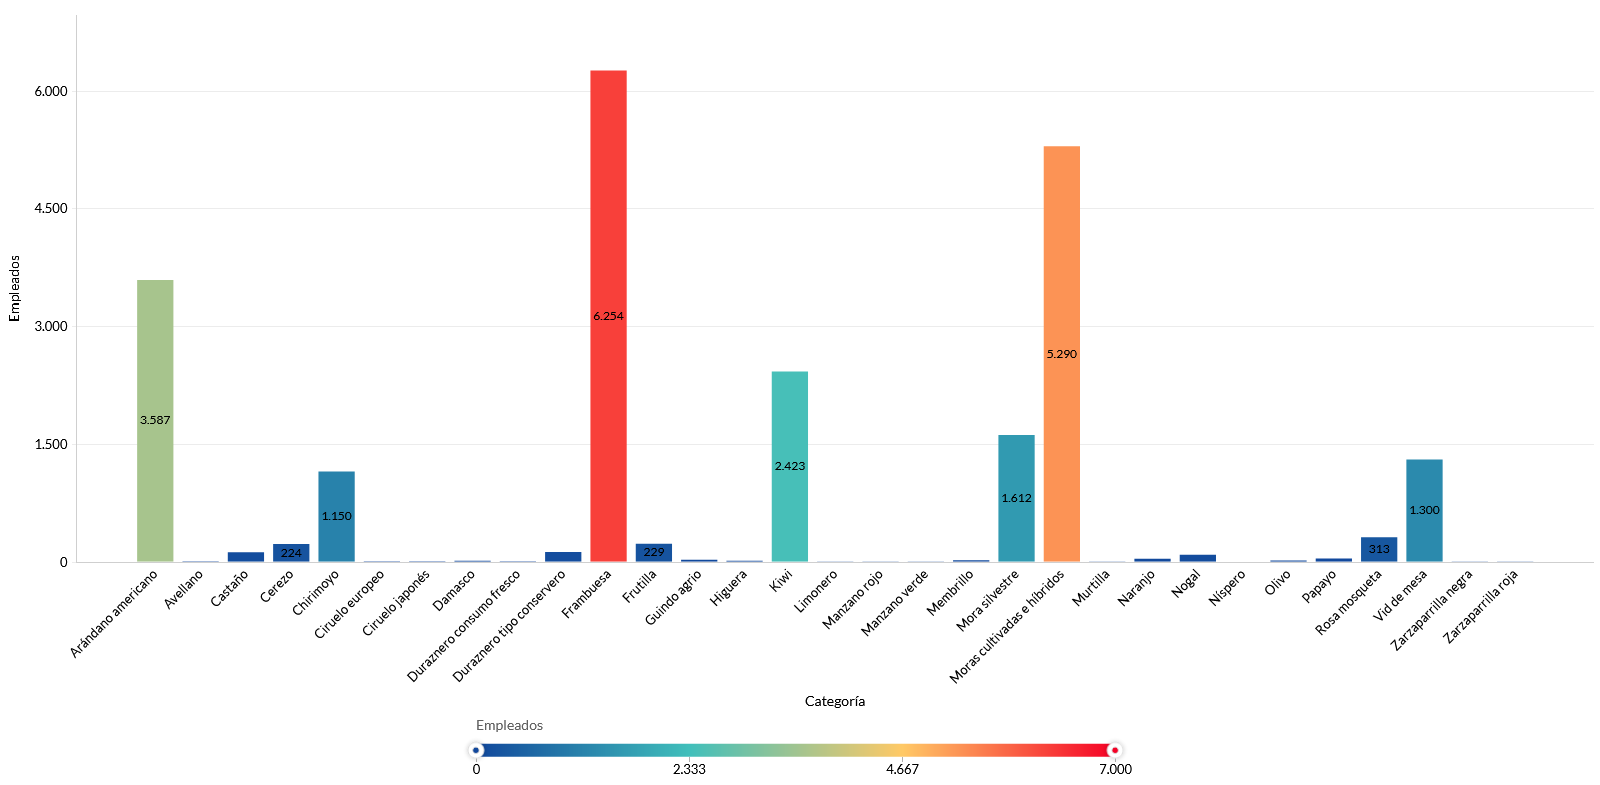 6.000
4.500
3.000
1.500
0
Empleados
3.587
224
1.150
6.254
229
2.423
1.612
5.290
313
1.300
Arándano americano
Avellano
Castaño
Cerezo
Chirimoyo
Ciruelo europeo
Ciruelo japonés
Damasco
Duraznero consumo fresco
Duraznero tipo conservero
Frambuesa
Frutilla
Guindo agrio
Higuera
Kiwi
Limonero
Manzano rojo
Manzano verde
Membrillo
Mora silvestre
Moras cultivadas e híbridos
Murtilla
Naranjo
Nogal
Níspero
Olivo
Papayo
Rosa mosqueta
Vid de mesa
Zarzaparrilla negra
Zarzaparrilla roja
Categoría
Empleados
0 2.333 4.667 7.000